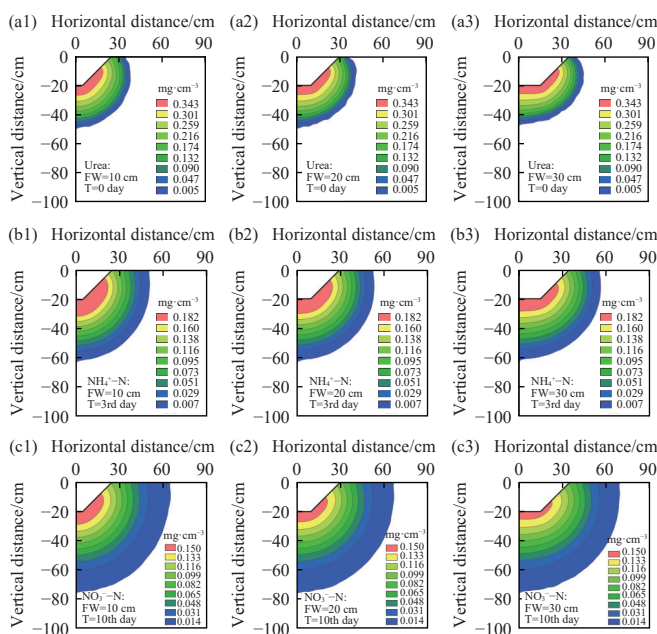 (a1) Horizontal distance/cm (a2) Horizontal distance/cm (a3) Horizontal distance/cm
0 30 60 90 0 30 60 90 0 30 60 90
Vertical distance/cm
0
−20
−40
−60
−80
−100
mg·cm⁻³
0.343
0.301
0.259
0.216
0.174
0.132
0.090
0.047
0.005
Urea:
FW=10 cm
T=0 day
Vertical distance/cm
0
−20
−40
−60
−80
−100
mg·cm⁻³
0.343
0.301
0.259
0.216
0.174
0.132
0.090
0.047
0.005
Urea:
FW=20 cm
T=0 day
Vertical distance/cm
0
−20
−40
−60
−80
−100
mg·cm⁻³
0.343
0.301
0.259
0.216
0.174
0.132
0.090
0.047
0.005
Urea:
FW=30 cm
T=0 day
(b1) Horizontal distance/cm (b2) Horizontal distance/cm (b3) Horizontal distance/cm
0 30 60 90 0 30 60 90 0 30 60 90
Vertical distance/cm
0
−20
−40
−60
−80
−100
mg·cm⁻³
0.182
0.160
0.138
0.116
0.095
0.073
0.051
0.029
0.007
NH₄⁺−N:
FW=10 cm
T=3rd day
Vertical distance/cm
0
−20
−40
−60
−80
−100
mg·cm⁻³
0.182
0.160
0.138
0.116
0.095
0.073
0.051
0.029
0.007
NH₄⁺−N:
FW=20 cm
T=3rd day
Vertical distance/cm
0
−20
−40
−60
−80
−100
mg·cm⁻³
0.182
0.160
0.138
0.116
0.095
0.073
0.051
0.029
0.007
NH₄⁺−N:
FW=30 cm
T=3rd day
(c1) Horizontal distance/cm (c2) Horizontal distance/cm (c3) Horizontal distance/cm
0 30 60 90 0 30 60 90 0 30 60 90
Vertical distance/cm
0
−20
−40
−60
−80
−100
mg·cm⁻³
0.150
0.133
0.116
0.099
0.082
0.065
0.048
0.031
0.014
NO₃⁻−N:
FW=10 cm
T=10th day
Vertical distance/cm
0
−20
−40
−60
−80
−100
mg·cm⁻³
0.150
0.133
0.116
0.099
0.082
0.065
0.048
0.031
0.014
NO₃⁻−N:
FW=20 cm
T=10th day
Vertical distance/cm
0
−20
−40
−60
−80
−100
mg·cm⁻³
0.150
0.133
0.116
0.099
0.082
0.065
0.048
0.031
0.014
NO₃⁻−N:
FW=30 cm
T=10th day